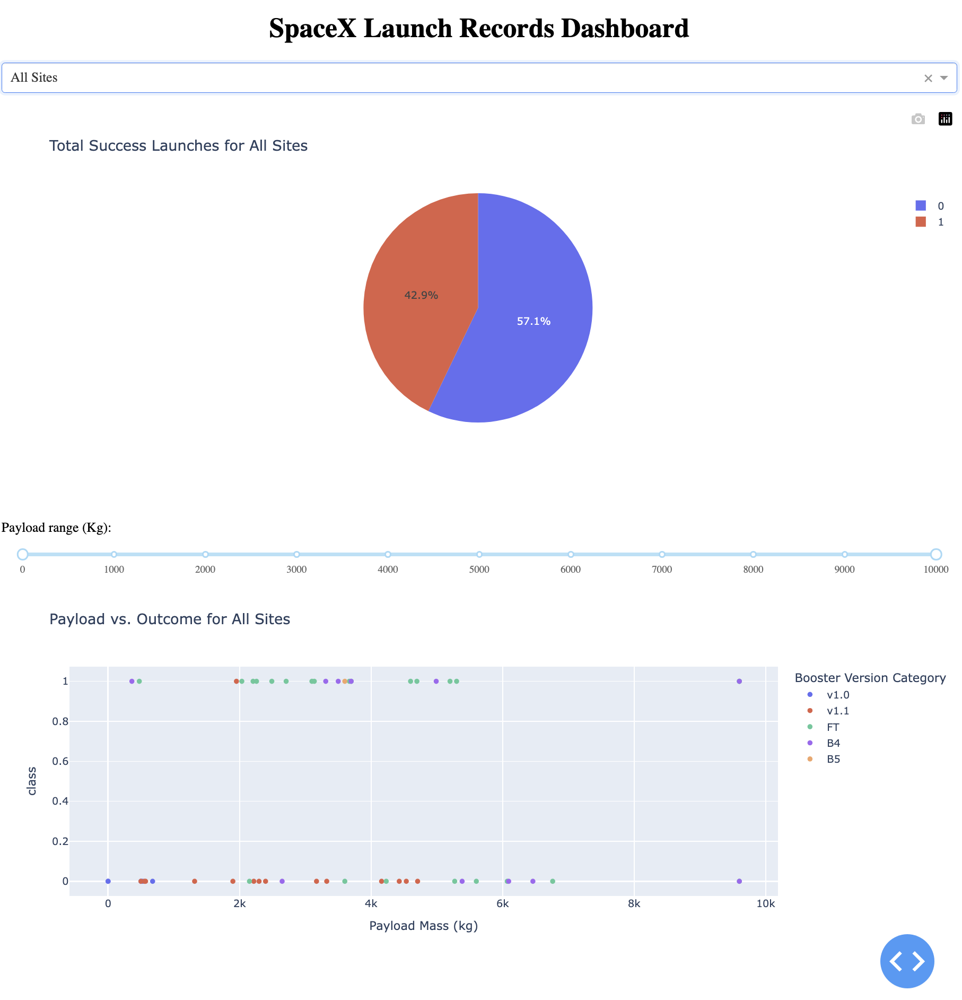 SpaceX Launch Records Dashboard
All Sites
Total Success Launches for All Sites
0
1
42.9%
57.1%
Payload range (Kg):
0 1000 2000 3000 4000 5000 6000 7000 8000 9000 10000
Payload vs. Outcome for All Sites
Booster Version Category
v1.0
v1.1
FT
B4
B5
1
0.8
0.6
0.4
0.2
0
class
0 2k 4k 6k 8k 10k
Payload Mass (kg)